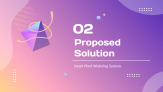 02
Proposed
Solution
Smart Plant Watering System